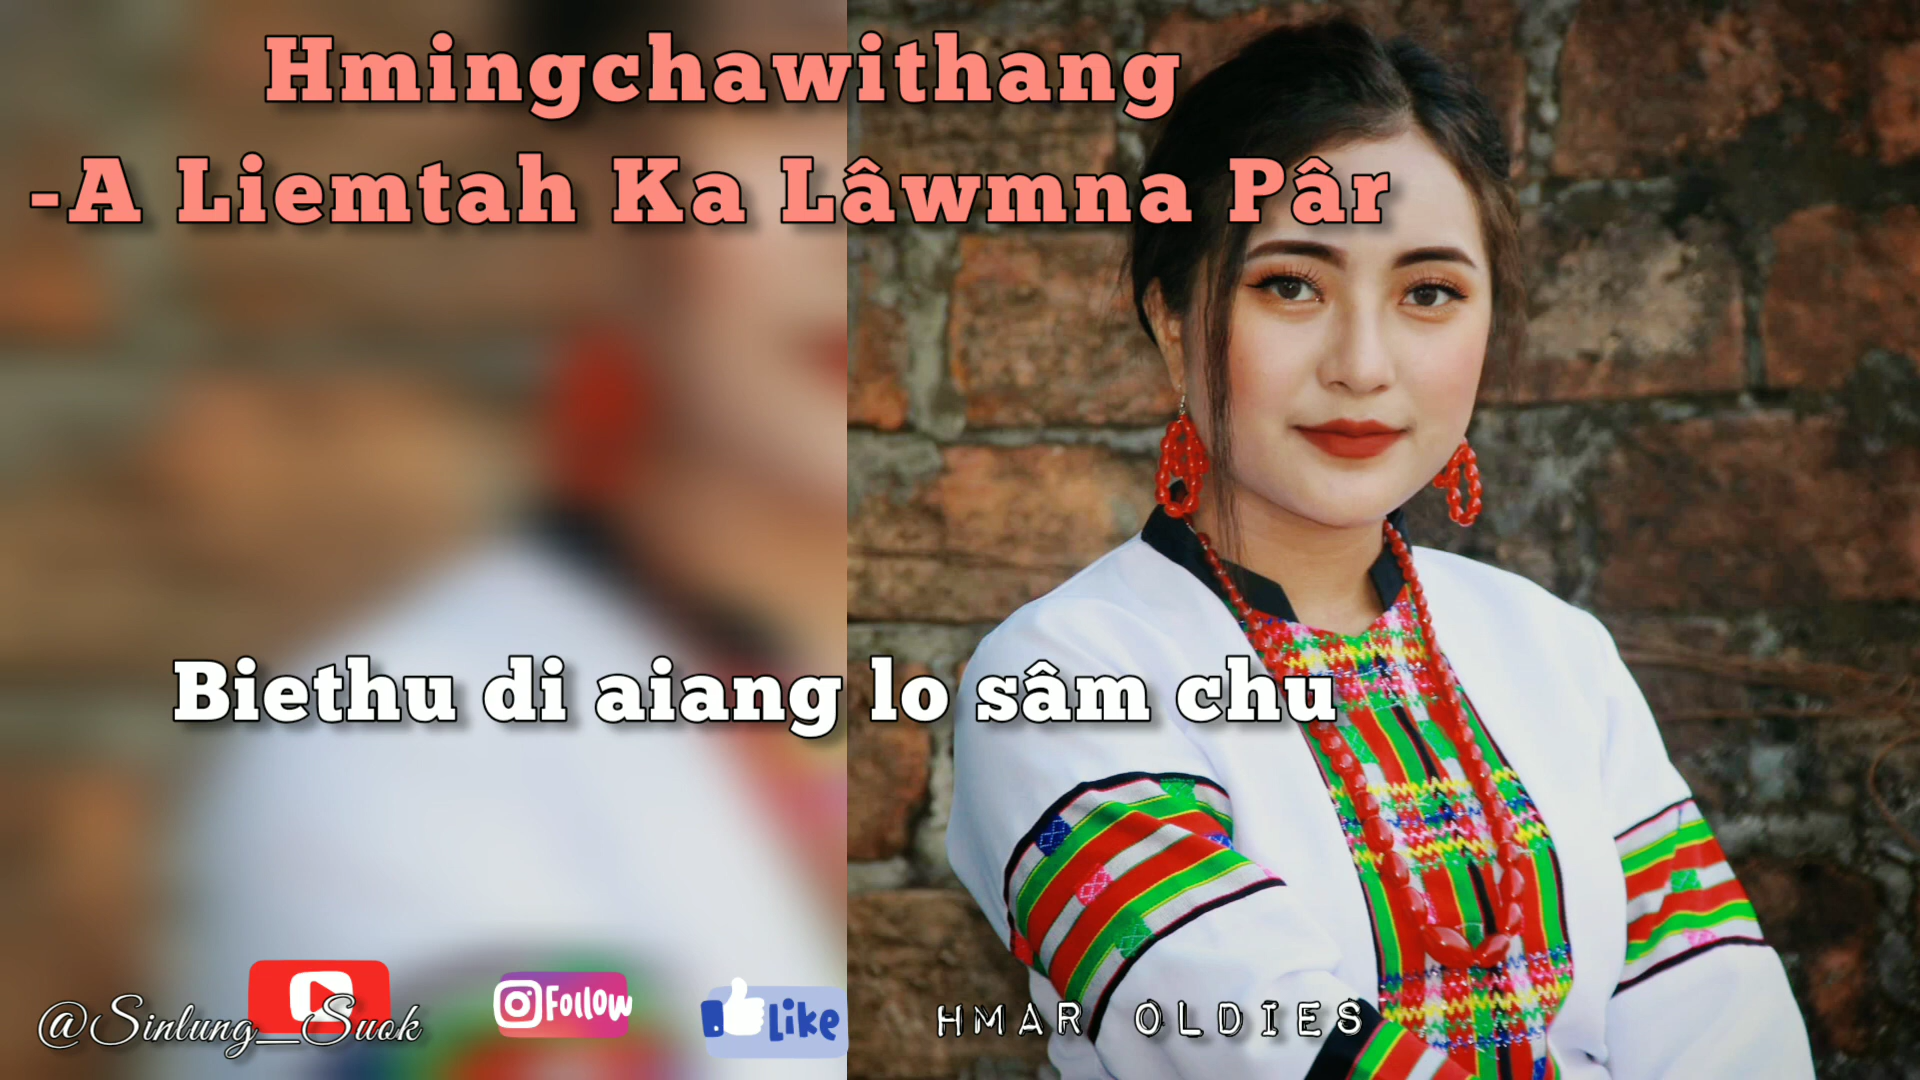 Hmingchawithang
-A Liemtah Ka Lâwmna Pâr
Biethu di aiang lo sâm chu
@Sinlung_Suok
Follow
Like
HMAR OLDIES